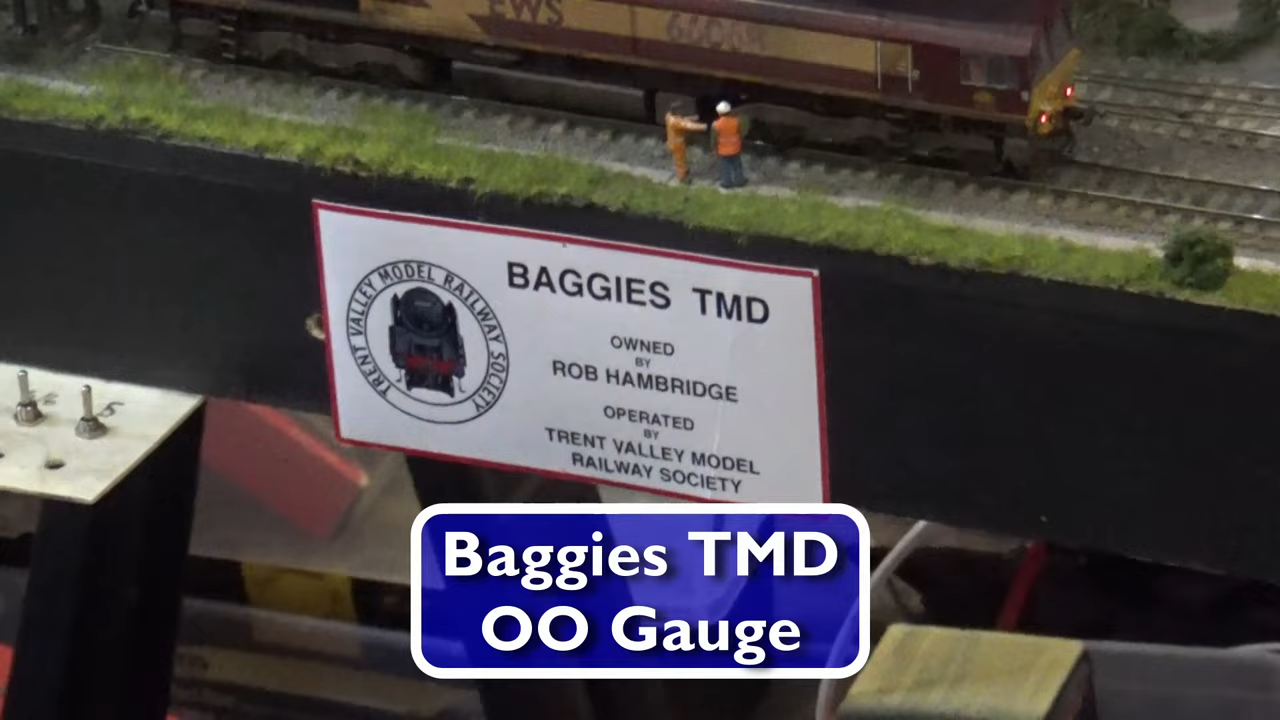 EWS
BAGGIES TMD
OWNED
BY
ROB HAMBRIDGE
OPERATED
BY
TRENT VALLEY MODEL
RAILWAY SOCIETY
TRENT VALLEY MODEL RAILWAY SOCIETY
Baggies TMD
OO Gauge